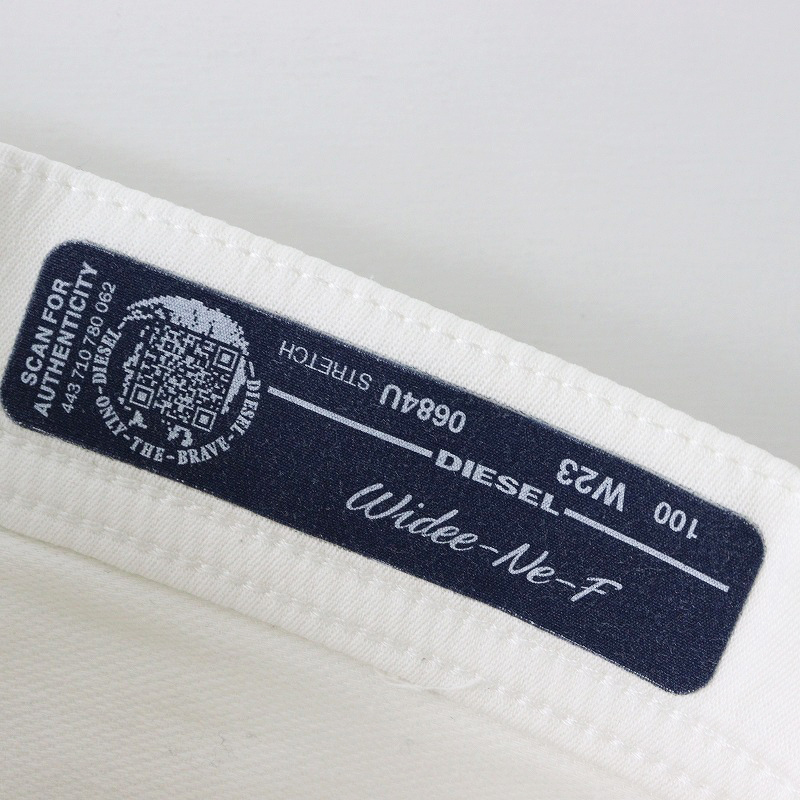 SCAN FOR
AUTHENTICITY
443 710 780 062
DIESEL
ONLY-THE-BRAVE-
DIESEL
100 W23 0684U STRETCH
DIESEL
Widee-Ne-F